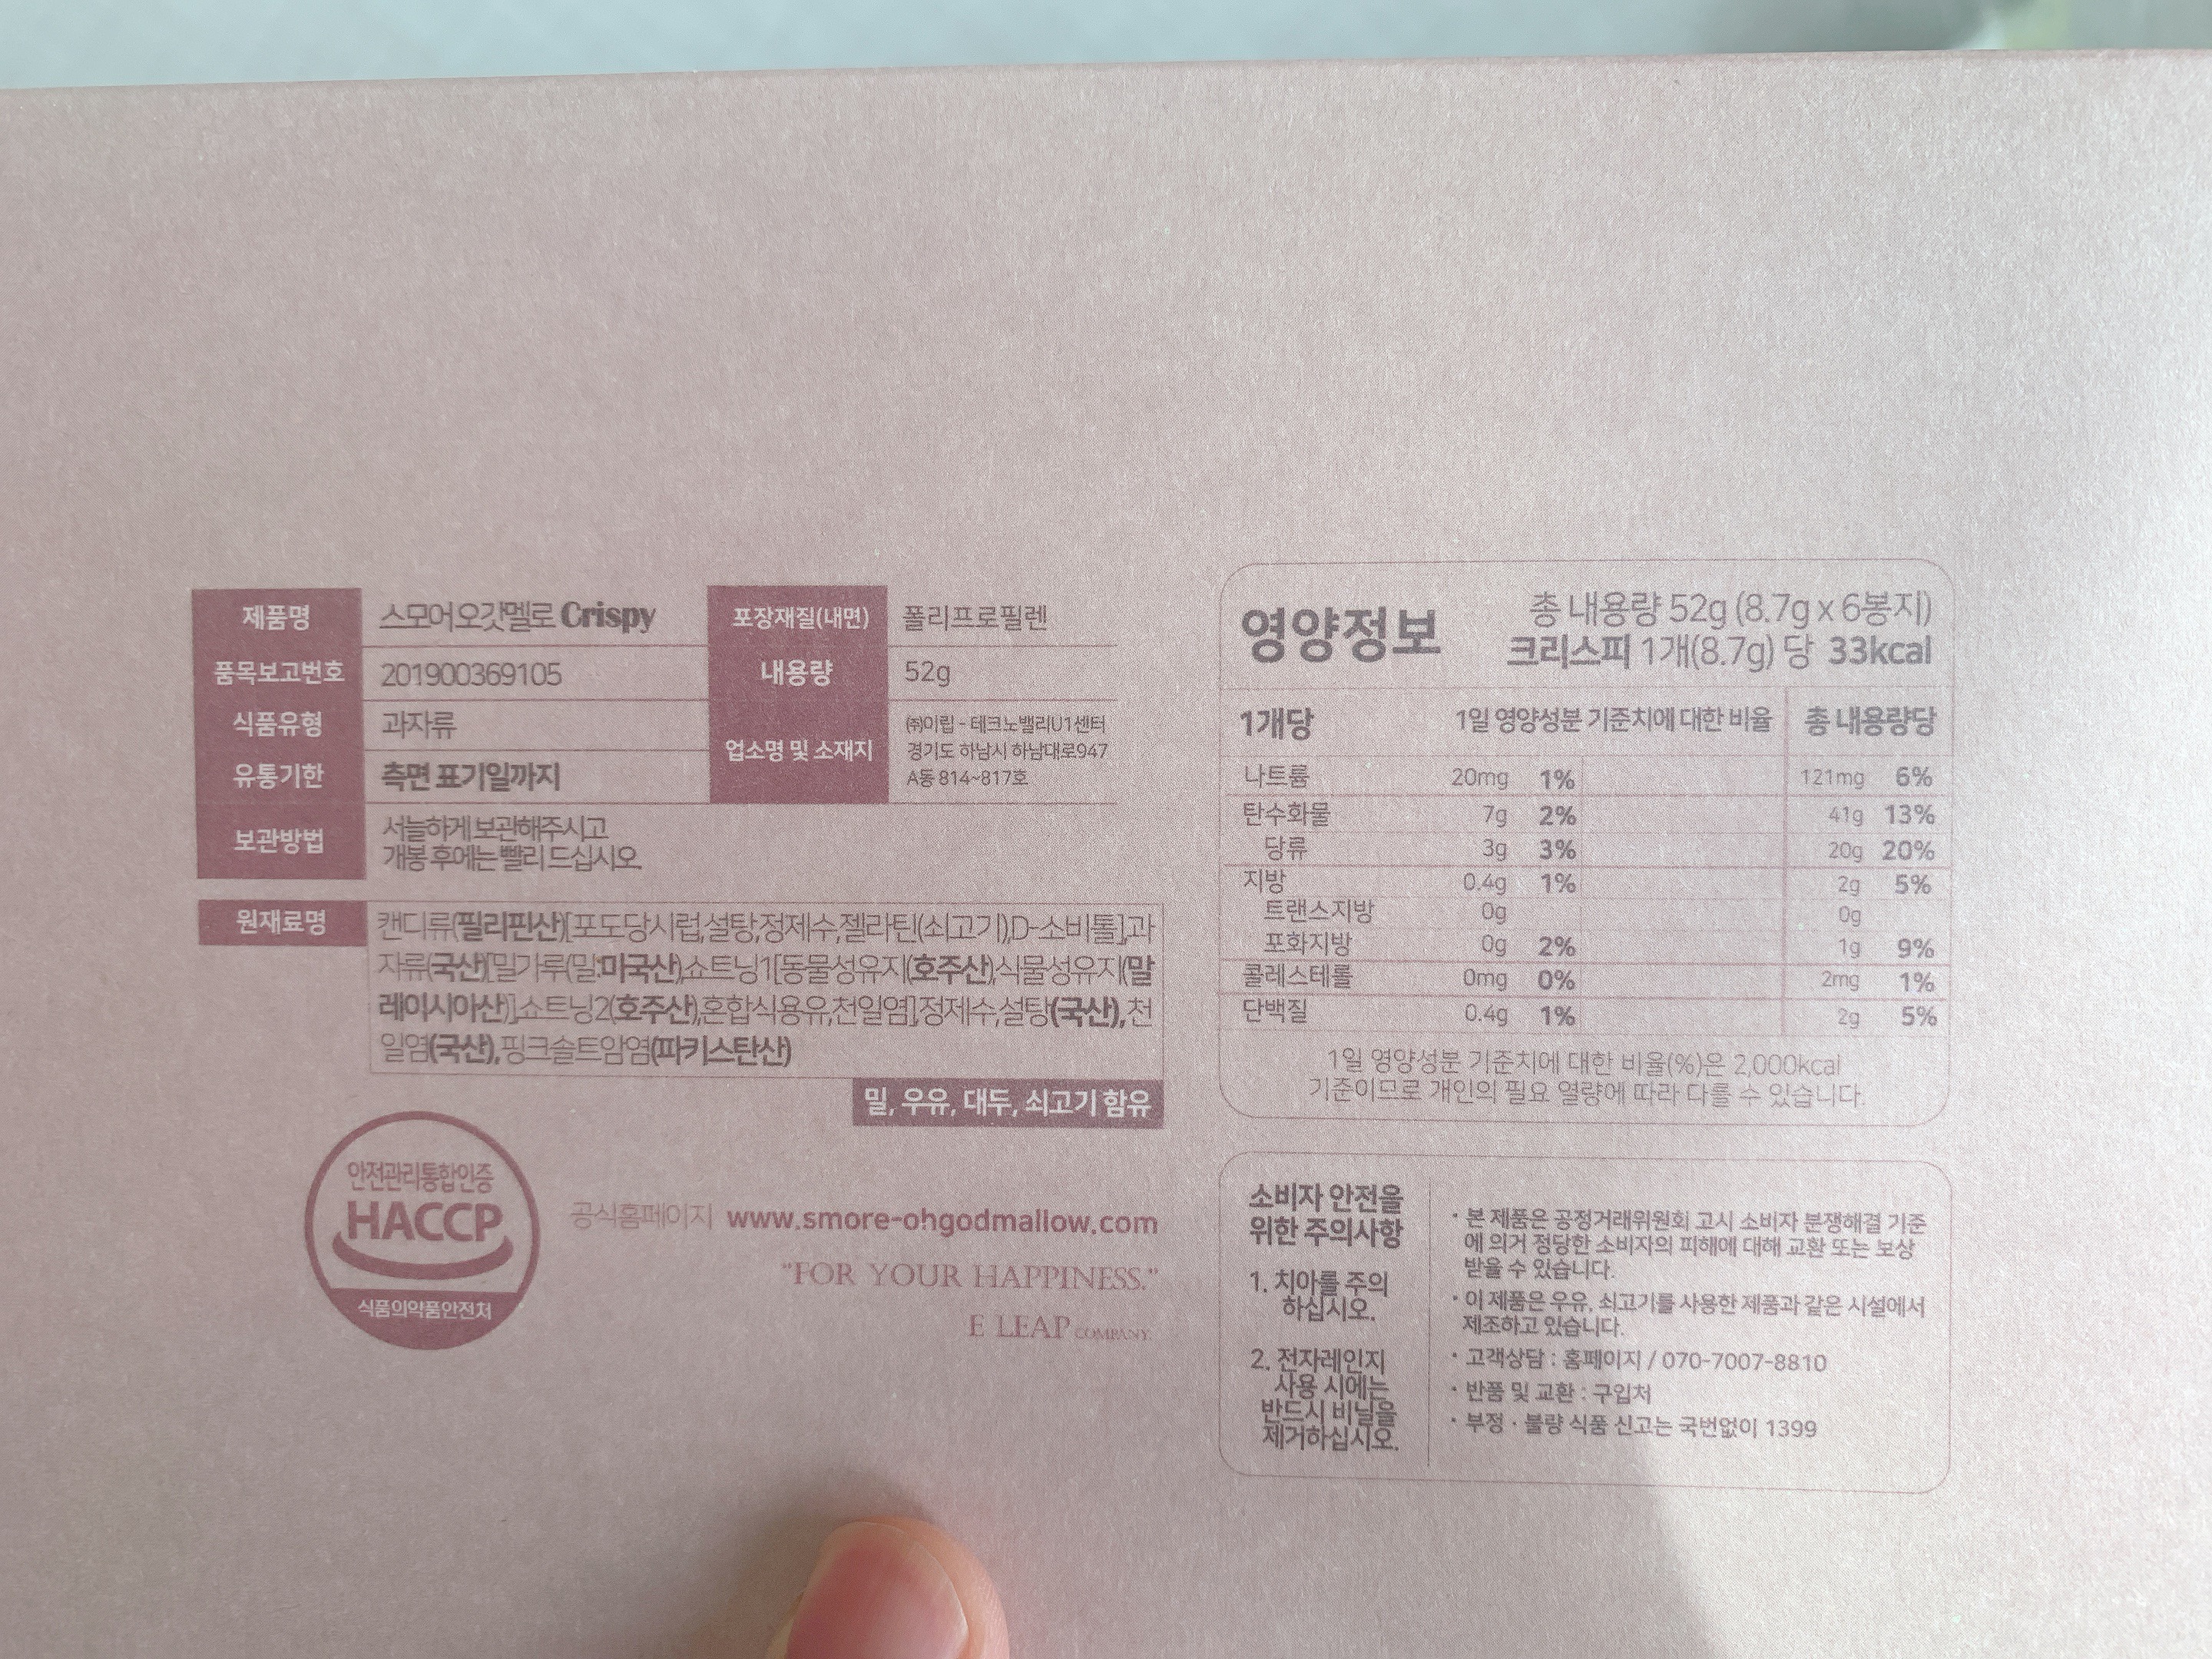 제품명 스모어오갓멜로 Crispy
품목보고번호 201900369105
식품유형 과자류
유통기한 측면 표기일까지
보관방법 서늘하게 보관해주시고
개봉 후에는 빨리 드십시오.
포장재질(내면) 폴리프로필렌
내용량 52g
업소명 및 소재지 ㈜이립 - 테크노밸리U1센터
경기도 하남시 하남대로947
A동 814~817호
원재료명 캔디류(필리핀산)[포도당시럽,설탕,정제수,젤라틴(쇠고기),D-소비톨],과
자류(국산)[밀가루(밀:미국산),쇼트닝1[동물성유지(호주산),식물성유지(말
레이시아산)],쇼트닝2(호주산),혼합식용유,천일염],정제수,설탕(국산),천
일염(국산),핑크솔트암염(파키스탄산)
밀, 우유, 대두, 쇠고기 함유
안전관리통합인증
HACCP
식품의약품안전처
공식홈페이지 www.smore-ohgodmallow.com
"FOR YOUR HAPPINESS."
E LEAP COMPANY.
영양정보
총 내용량 52g (8.7g x 6봉지)
크리스피 1개(8.7g) 당 33kcal
1개당 1일 영양성분 기준치에 대한 비율 총 내용량당
나트륨 20mg 1% 121mg 6%
탄수화물 7g 2% 41g 13%
당류 3g 3% 20g 20%
지방 0.4g 1% 2g 5%
트랜스지방 0g 0g
포화지방 0g 2% 1g 9%
콜레스테롤 0mg 0% 2mg 1%
단백질 0.4g 1% 2g 5%
1일 영양성분 기준치에 대한 비율(%)은 2,000kcal
기준이므로 개인의 필요 열량에 따라 다를 수 있습니다.
소비자 안전을
위한 주의사항
1. 치아를 주의
하십시오.
2. 전자레인지
사용 시에는
반드시 비닐을
제거하십시오.
· 본 제품은 공정거래위원회 고시 소비자 분쟁해결 기준
에 의거 정당한 소비자의 피해에 대해 교환 또는 보상
받을 수 있습니다.
· 이 제품은 우유, 쇠고기를 사용한 제품과 같은 시설에서
제조하고 있습니다.
· 고객상담 : 홈페이지 / 070-7007-8810
· 반품 및 교환 : 구입처
· 부정 · 불량 식품 신고는 국번없이 1399